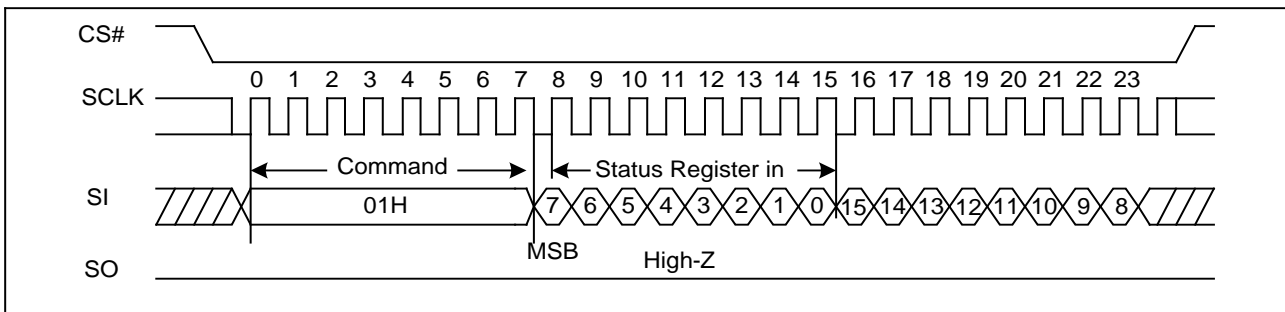 CS#
0 1 2 3 4 5 6 7 8 9 10 11 12 13 14 15 16 17 18 19 20 21 22 23
SCLK
Command Status Register in
SI 01H 7 6 5 4 3 2 1 0 15 14 13 12 11 10 9 8
MSB High-Z
SO